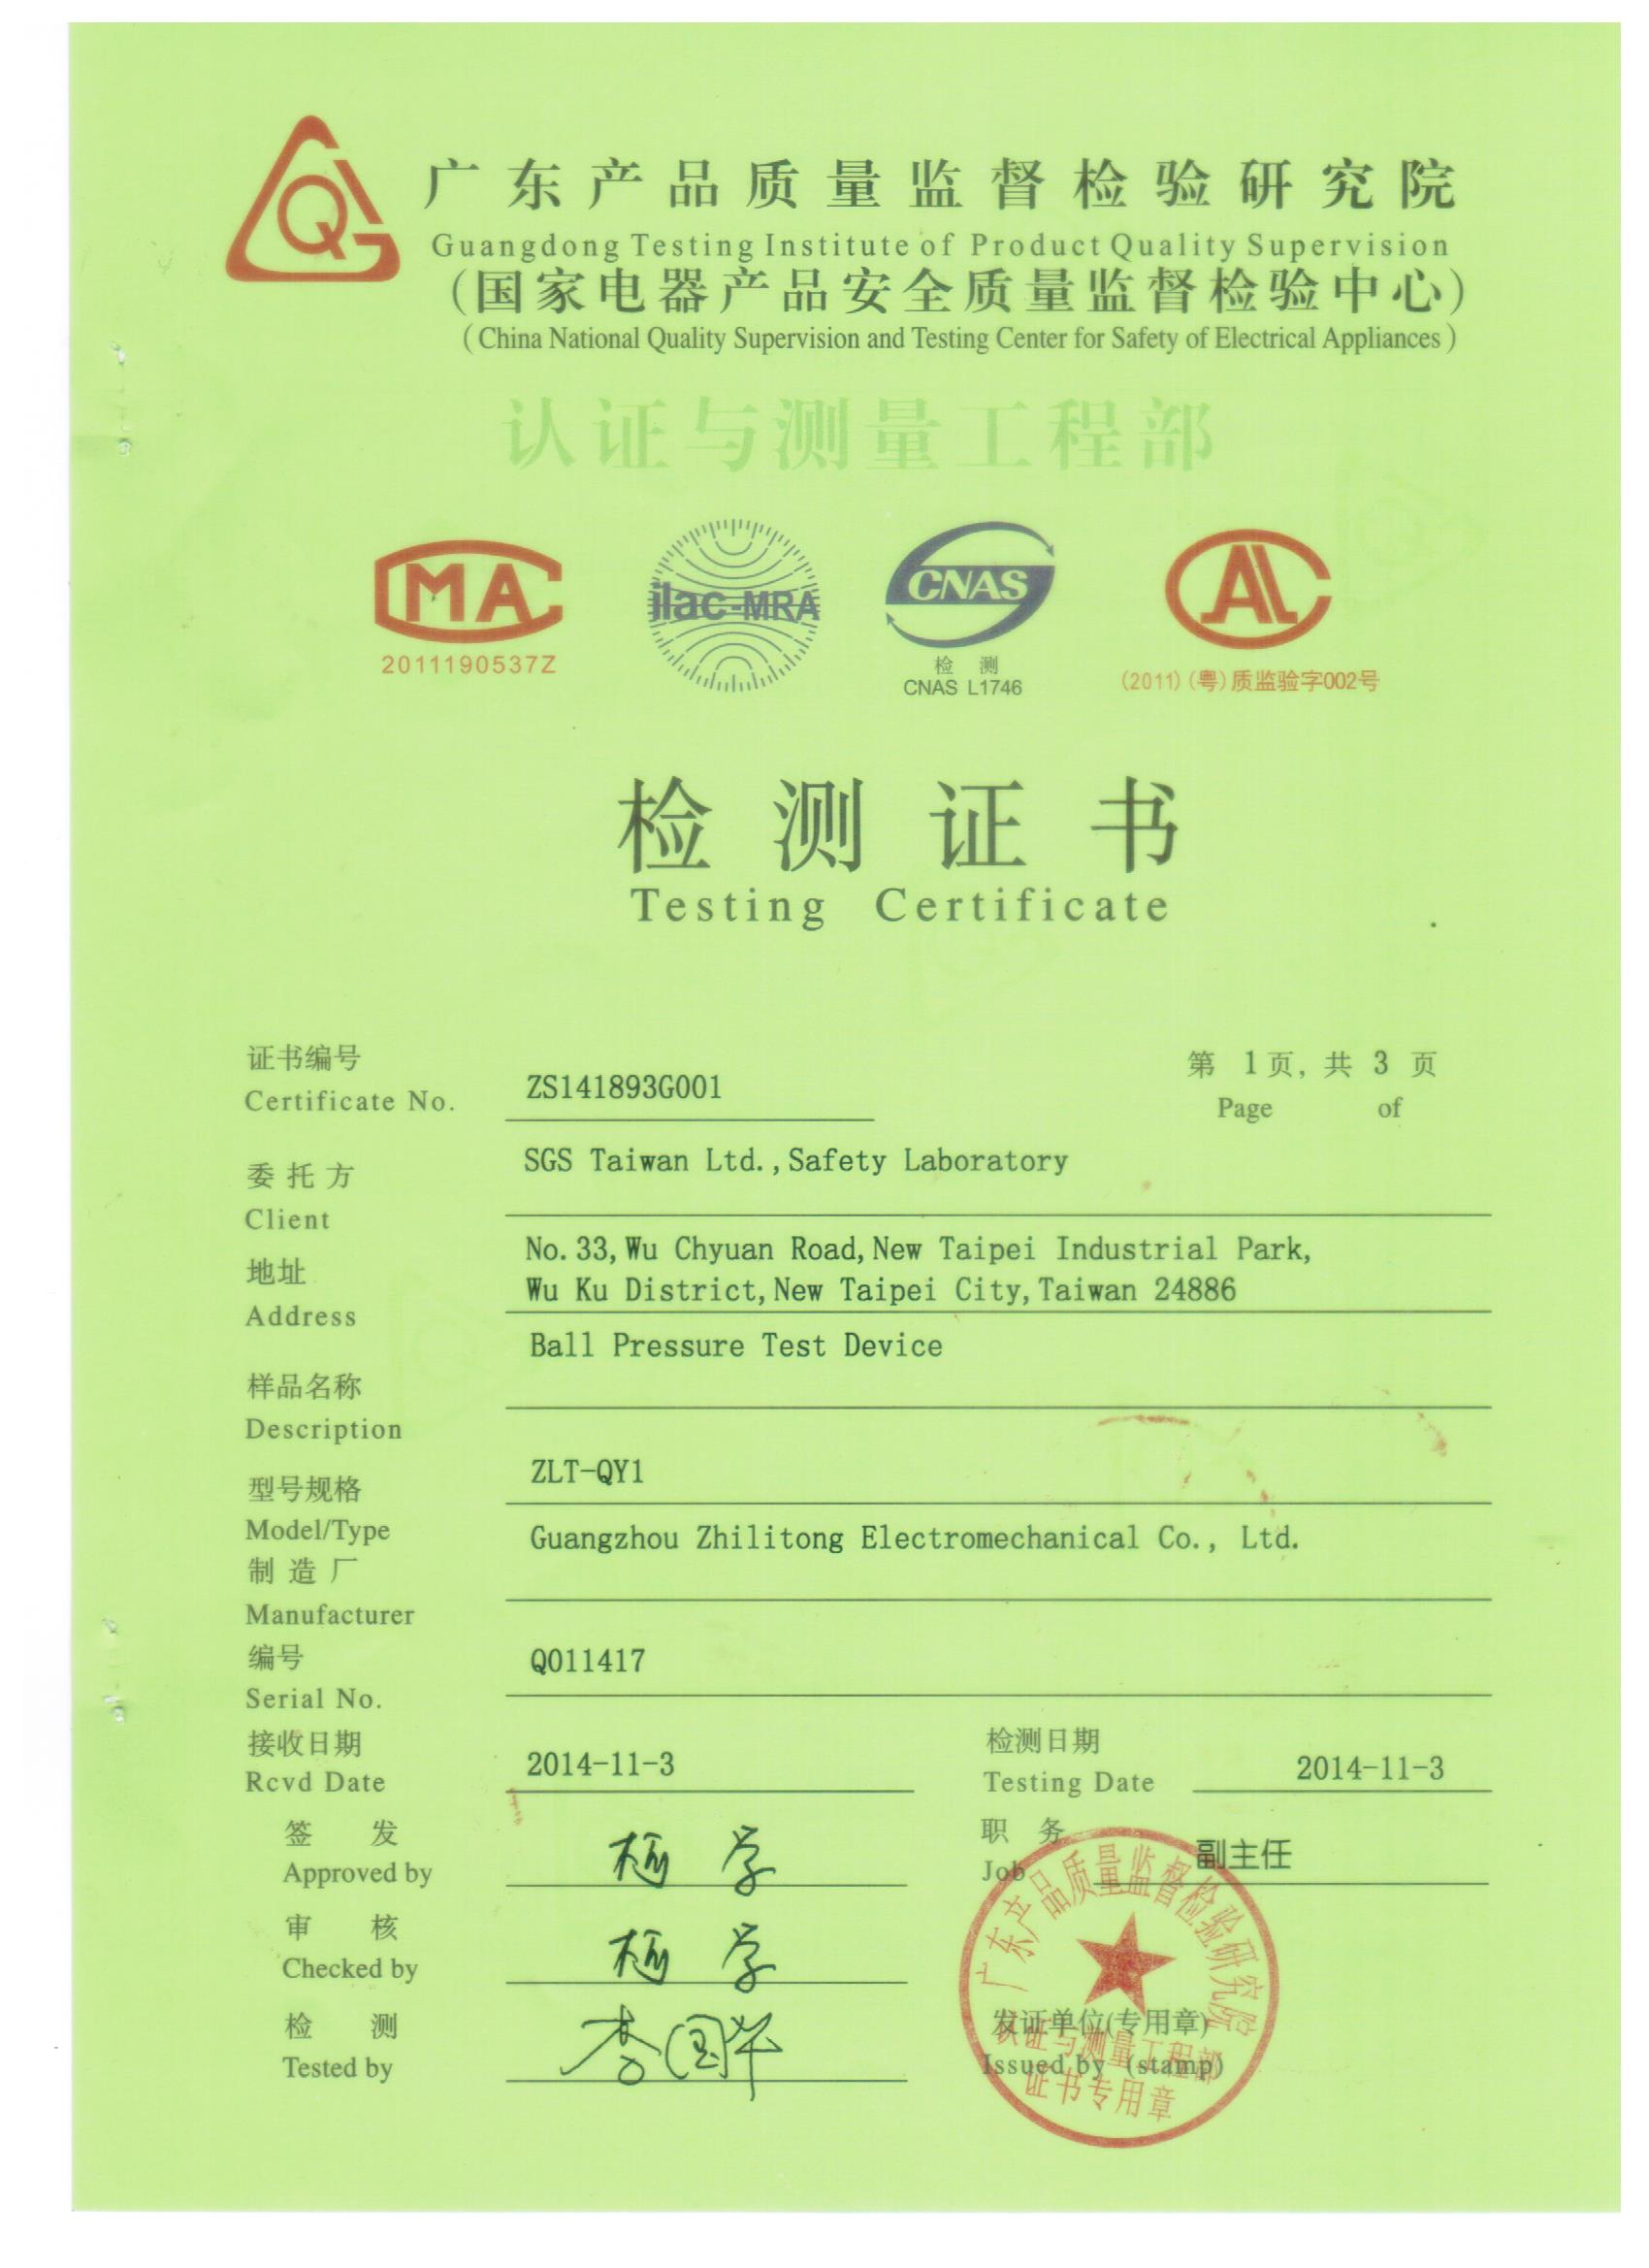 广东产品质量监督检验研究院
Guangdong Testing Institute of Product Quality Supervision
(国家电器产品安全质量监督检验中心)
(China National Quality Supervision and Testing Center for Safety of Electrical Appliances)
认证与测量工程部
MA
2011190537Z
ilac-MRA
CNAS
检 测
CNAS L1746
AL
(2011)(粤)质监验字002号
检测证书
Testing Certificate
证书编号
Certificate No.
ZS141893G001
第 1 页, 共 3 页
Page of
委托方
Client
SGS Taiwan Ltd.,Safety Laboratory
地址
Address
No.33,Wu Chyuan Road,New Taipei Industrial Park,
Wu Ku District,New Taipei City,Taiwan 24886
样品名称
Description
Ball Pressure Test Device
型号规格
Model/Type
ZLT-QY1
制造厂
Manufacturer
Guangzhou Zhilitong Electromechanical Co., Ltd.
编号
Serial No.
Q011417
接收日期
Rcvd Date
2014-11-3
检测日期
Testing Date
2014-11-3
签 发
Approved by
职 务
Job
副主任
审 核
Checked by
检 测
Tested by
李国华
发证单位(专用章)
Issued by (stamp)
广东产品质量监督检验研究院
认证与测量工程部
证书专用章